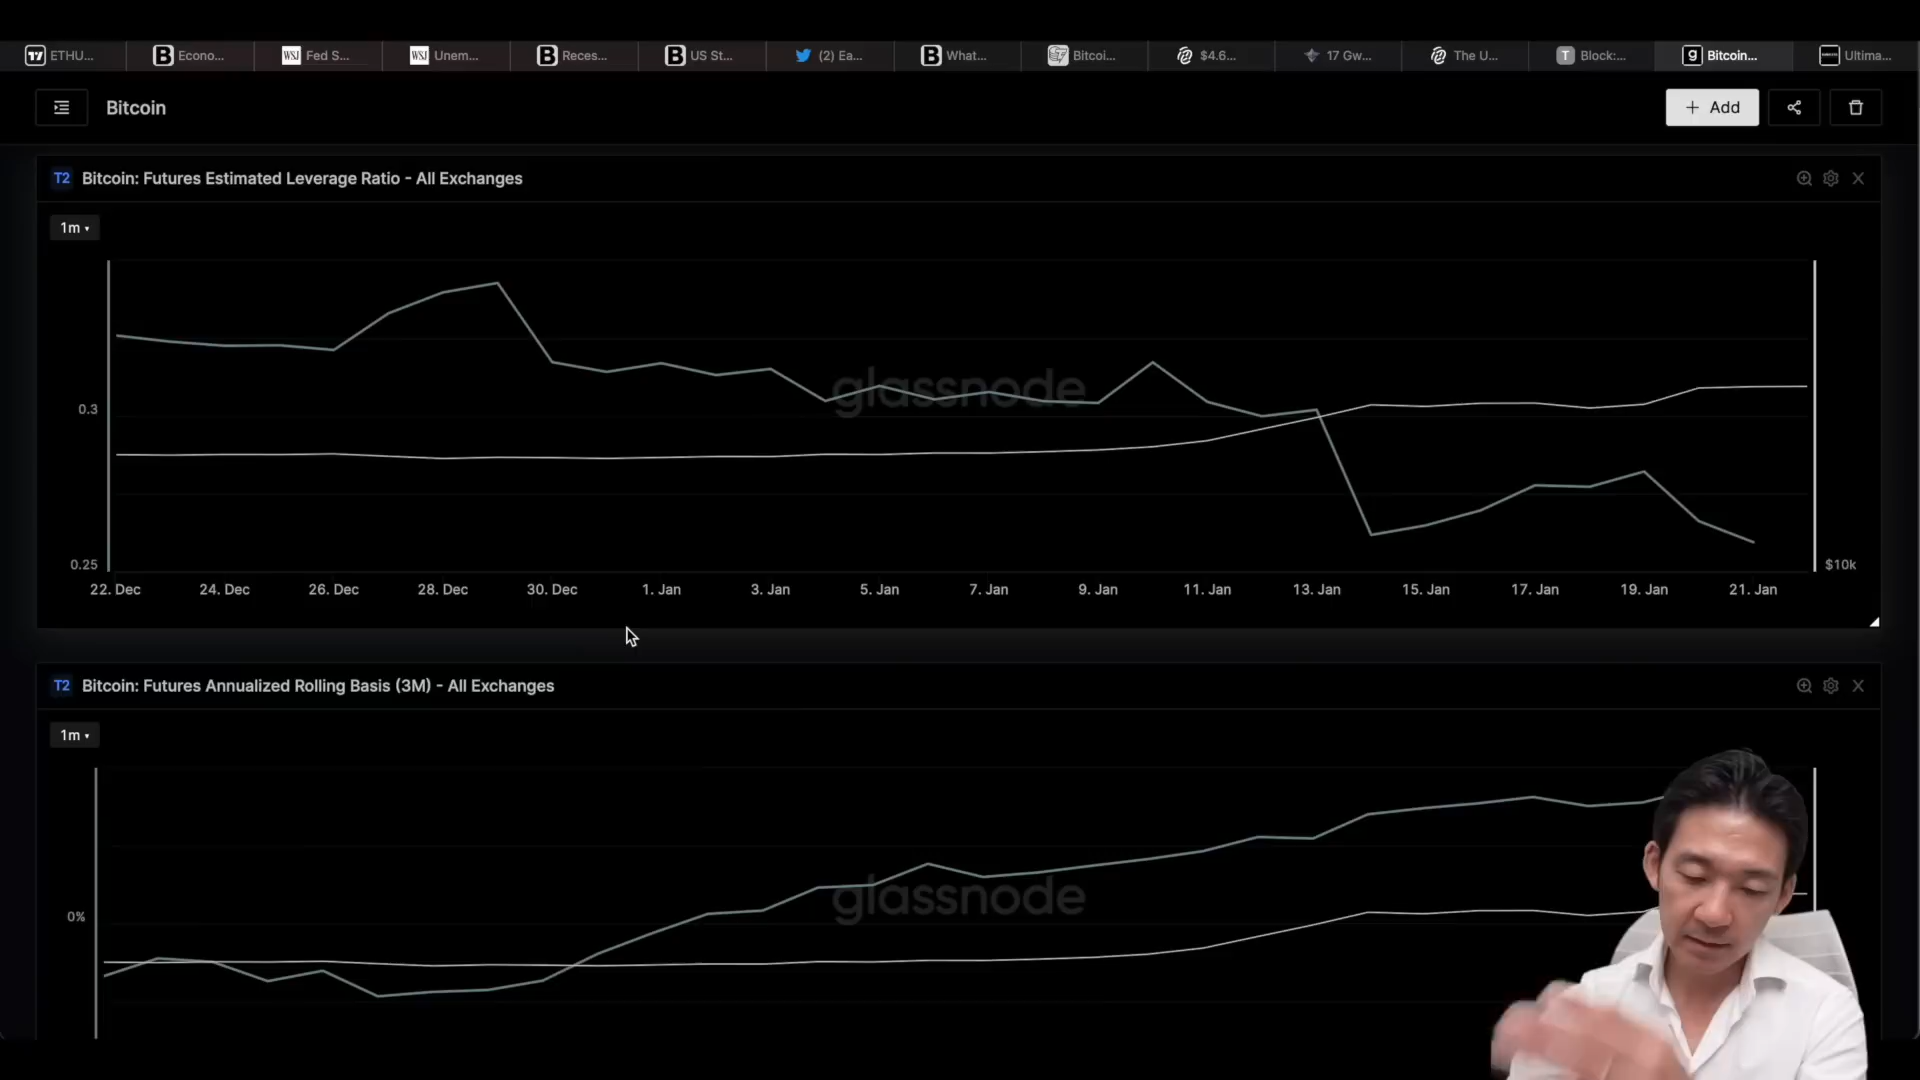 ETHU...
B Econo...
WSJ Fed S...
WSJ Unem...
B Reces...
B US St...
(2) Ea...
B What...
Bitcoi...
$4.6...
17 Gw...
The U...
T Block:...
g Bitcoin...
Ultima...
Bitcoin
+ Add
T2 Bitcoin: Futures Estimated Leverage Ratio - All Exchanges
1m
glassnode
0.3
0.25
$10k
22. Dec 24. Dec 26. Dec 28. Dec 30. Dec 1. Jan 3. Jan 5. Jan 7. Jan 9. Jan 11. Jan 13. Jan 15. Jan 17. Jan 19. Jan 21. Jan
T2 Bitcoin: Futures Annualized Rolling Basis (3M) - All Exchanges
1m
glassnode
0%